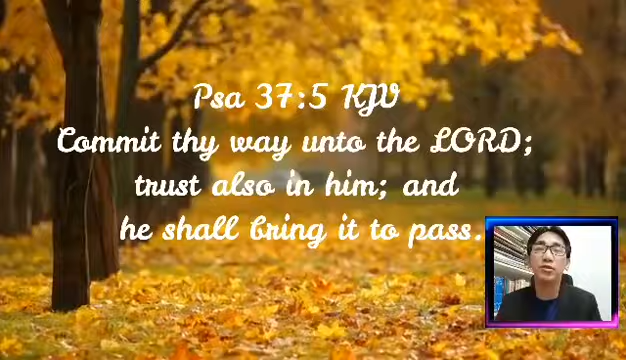 Psa 37:5 KJV
Commit thy way unto the LORD;
trust also in him; and
he shall bring it to pass.